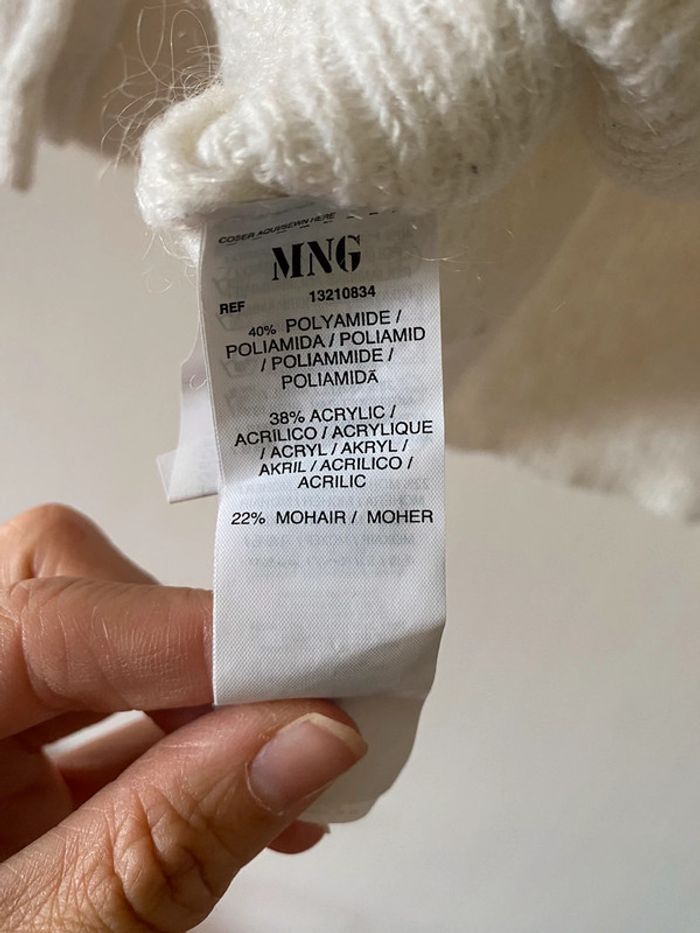 COSER AQUI/SEWN HERE
MNG
REF 13210834
40% POLYAMIDE /
POLIAMIDA / POLIAMID
/ POLIAMMIDE /
POLIAMIDĂ
38% ACRYLIC /
ACRILICO / ACRYLIQUE
/ ACRYL / AKRYL /
AKRIL / ACRILICO /
ACRILIC
22% MOHAIR / MOHER